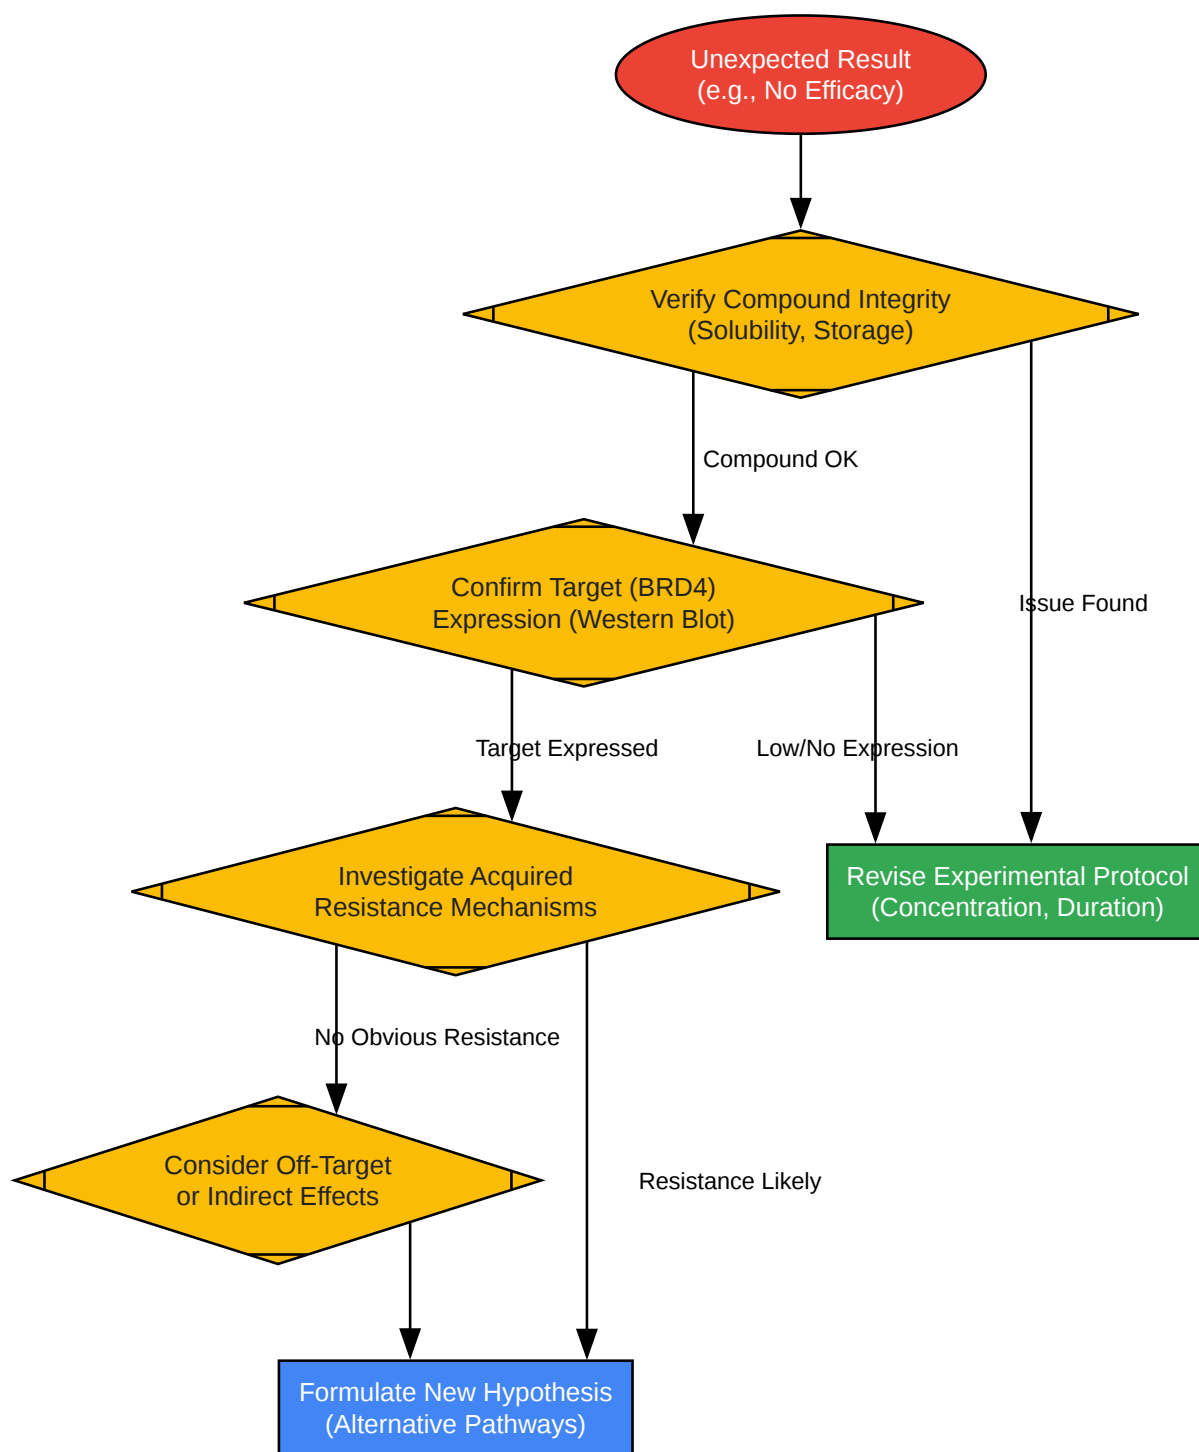 Unexpected Result
(e.g., No Efficacy)
Verify Compound Integrity
(Solubility, Storage)
Compound OK
Confirm Target (BRD4)
Expression (Western Blot)
Issue Found
Target Expressed
Low/No Expression
Investigate Acquired
Resistance Mechanisms
Revise Experimental Protocol
(Concentration, Duration)
No Obvious Resistance
Consider Off-Target
or Indirect Effects
Resistance Likely
Formulate New Hypothesis
(Alternative Pathways)